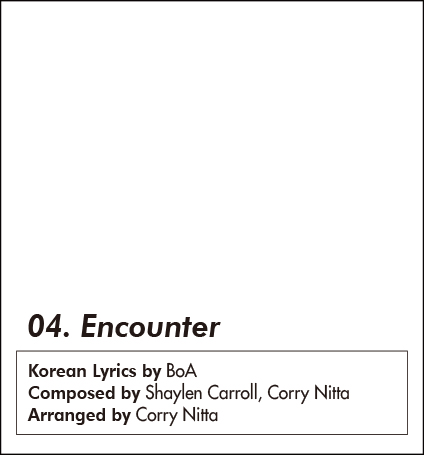 04. Encounter
Korean Lyrics by BoA
Composed by Shaylen Carroll, Corry Nitta
Arranged by Corry Nitta